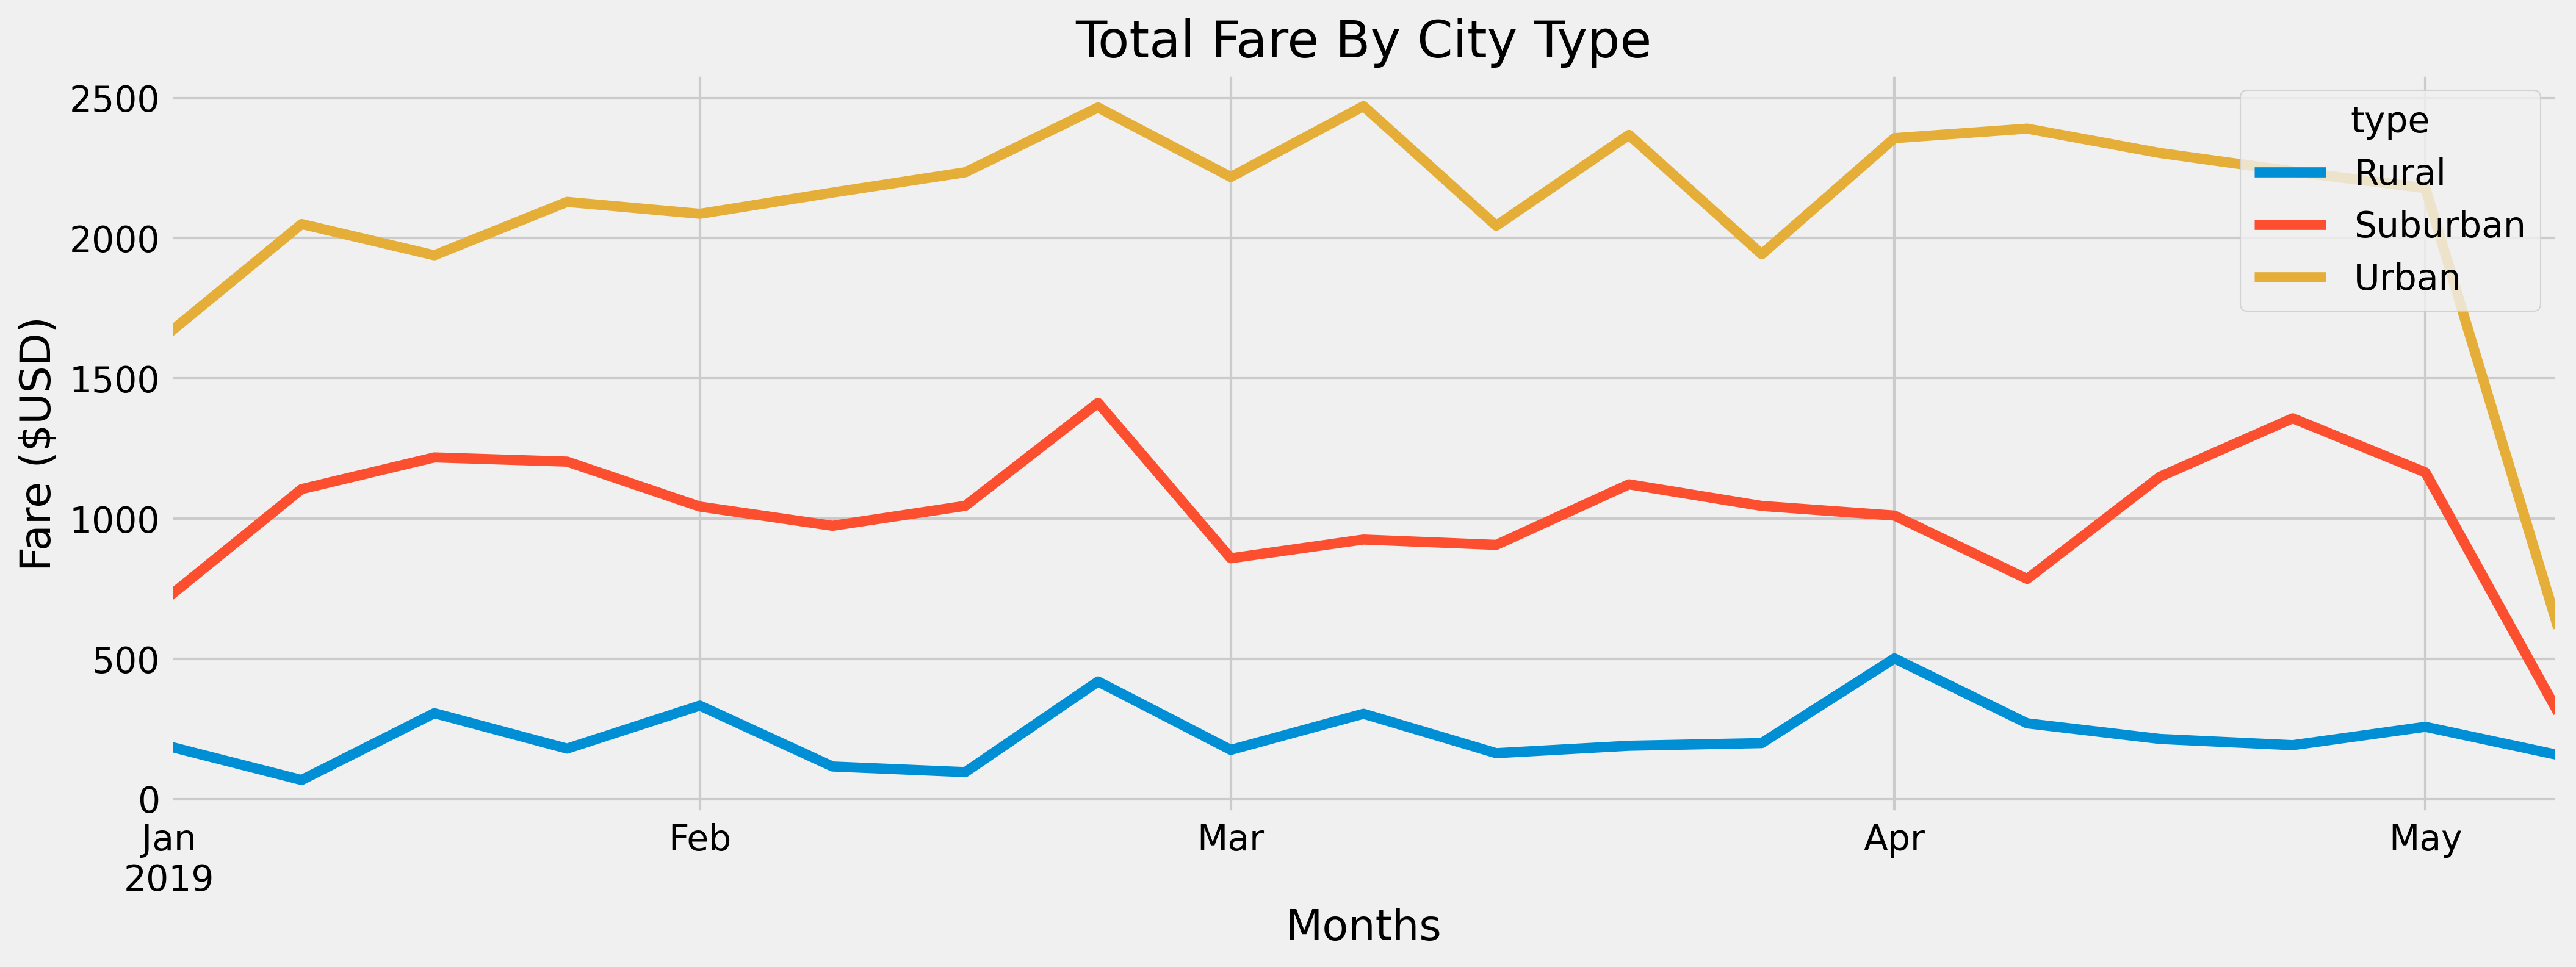 Total Fare By City Type
Fare ($USD)
2500
2000
1500
1000
500
0
type
Rural
Suburban
Urban
Jan Feb Mar Apr May
2019
Months